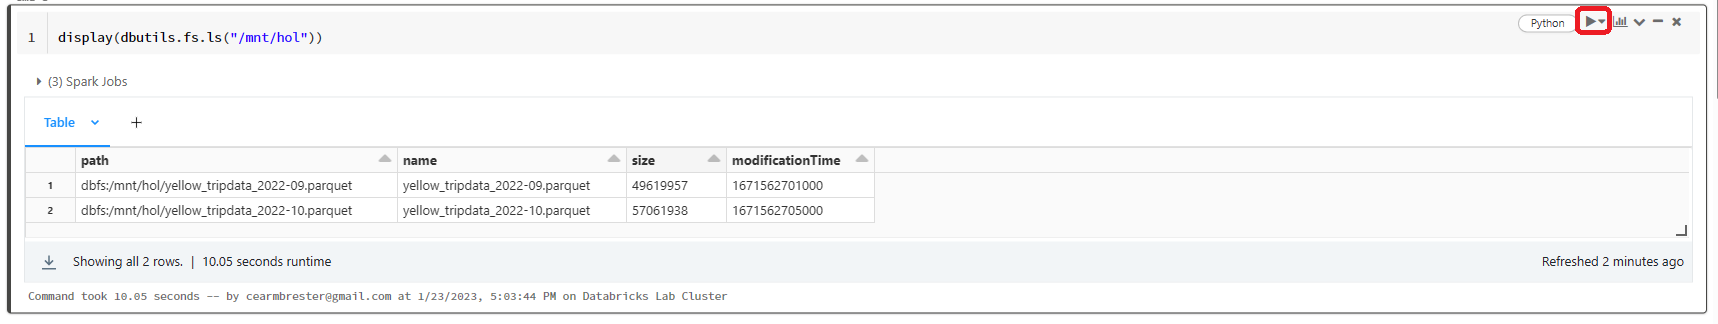 Python
1 display(dbutils.fs.ls("/mnt/hol"))
(3) Spark Jobs
Table +
path name size modificationTime
1 dbfs:/mnt/hol/yellow_tripdata_2022-09.parquet yellow_tripdata_2022-09.parquet 49619957 1671562701000
2 dbfs:/mnt/hol/yellow_tripdata_2022-10.parquet yellow_tripdata_2022-10.parquet 57061938 1671562705000
Showing all 2 rows. | 10.05 seconds runtime Refreshed 2 minutes ago
Command took 10.05 seconds -- by cearmbrester@gmail.com at 1/23/2023, 5:03:44 PM on Databricks Lab Cluster